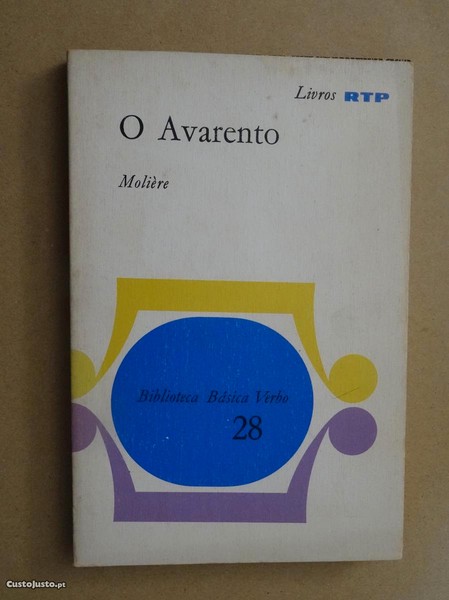 Livros RTP
O Avarento
Molière
Biblioteca Básica Verbo
28
CustoJusto.pt